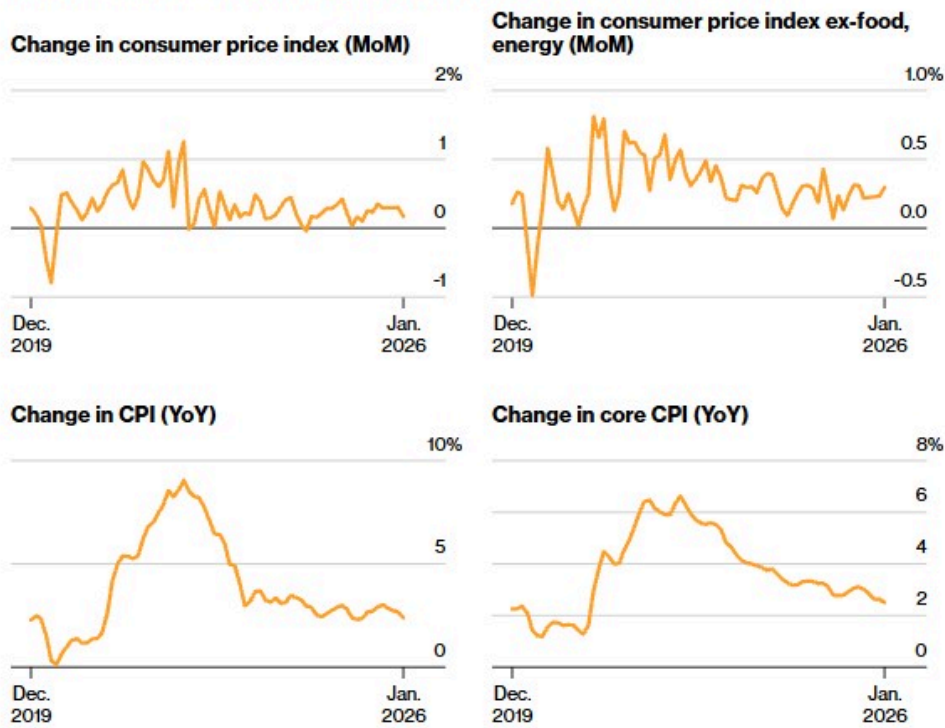 Change in consumer price index (MoM)
2%
1
0
-1
Dec.
2019
Jan.
2026
Change in consumer price index ex-food,
energy (MoM)
1.0%
0.5
0.0
-0.5
Dec.
2019
Jan.
2026
Change in CPI (YoY)
10%
5
0
Dec.
2019
Jan.
2026
Change in core CPI (YoY)
8%
6
4
2
0
Dec.
2019
Jan.
2026